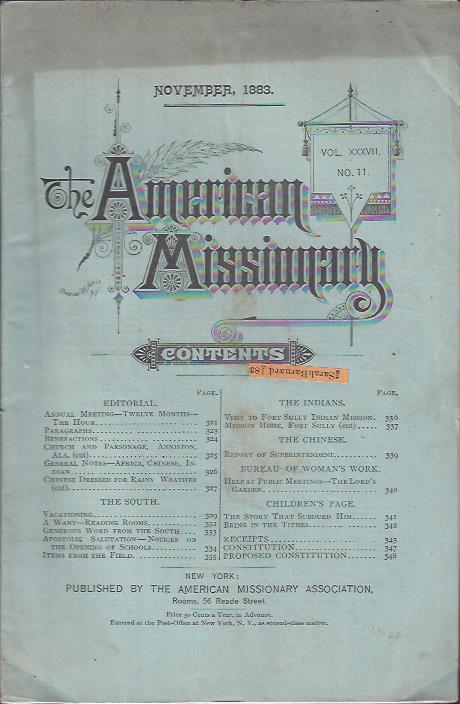 NOVEMBER, 1883.
VOL. XXXVII.
NO. 11.
The American
Missionary
CONTENTS
Sarah Barnard
83
PAGE.
EDITORIAL.
ANNUAL MEETING—TWELVE MONTHS—
THE HOUR 321
PARAGRAPHS 323
BENEFACTIONS 324
CHURCH AND PARSONAGE, ANNISTON,
ALA. (cut) 325
GENERAL NOTES—AFRICA, CHINESE, IN-
DIAN 326
CHINESE DRESSED FOR RAINY WEATHER
(cut) 327
THE SOUTH.
VACATIONING 329
A WANT—READING ROOMS 331
GENEROUS WORD FROM THE SOUTH 333
APOSTOLIC SALUTATION—NOTICES ON
THE OPENING OF SCHOOLS 334
ITEMS FROM THE FIELD 335
PAGE.
THE INDIANS.
VISIT TO FORT SULLY INDIAN MISSION. 336
MISSION HOME, FORT SULLY (cut) 337
THE CHINESE.
REPORT OF SUPERINTENDENT 339
BUREAU OF WOMAN'S WORK.
HELP AT PUBLIC MEETINGS—THE LORD'S
GARDEN 340
CHILDREN'S PAGE.
THE STORY THAT SUBDUED HIM 341
BRING IN THE TITHES 342
RECEIPTS 343
CONSTITUTION 347
PROPOSED CONSTITUTION 348
NEW YORK:
PUBLISHED BY THE AMERICAN MISSIONARY ASSOCIATION,
Rooms, 56 Reade Street.
Price 50 Cents a Year, in Advance.
Entered at the Post-Office at New York, N. Y., as second-class matter.